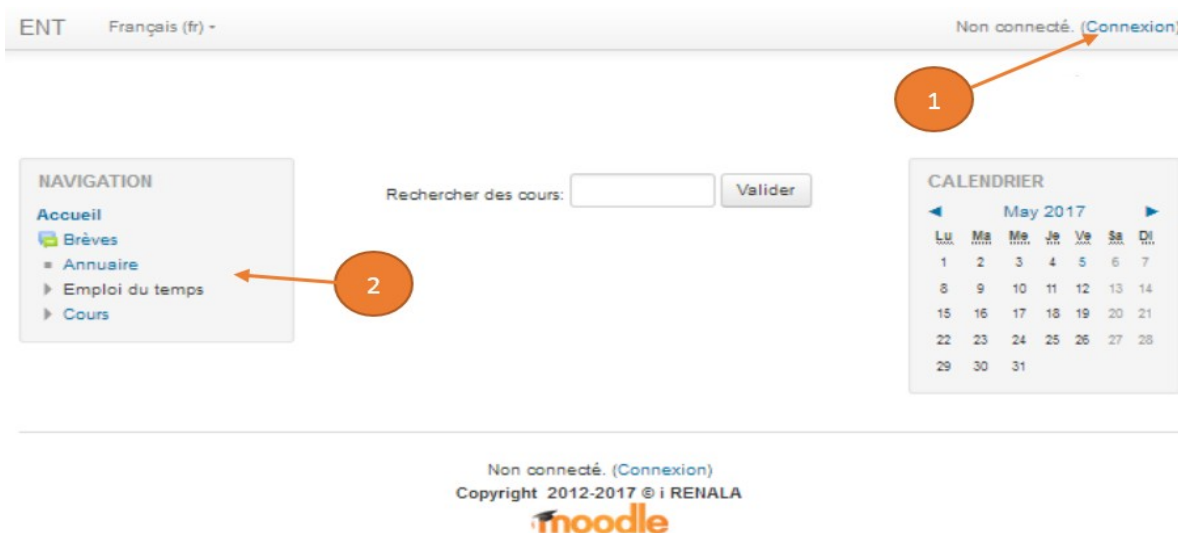 ENT Français (fr)
Non connecté. (Connexion)
1
NAVIGATION
Accueil
Brèves
Annuaire
Emploi du temps
Cours
2
Rechercher des cours: Valider
CALENDRIER
May 2017
Lu Ma Me Je Ve Sa Di
1 2 3 4 5 6 7
8 9 10 11 12 13 14
15 16 17 18 19 20 21
22 23 24 25 26 27 28
29 30 31
Non connecté. (Connexion)
Copyright 2012-2017 © i RENALA
moodle